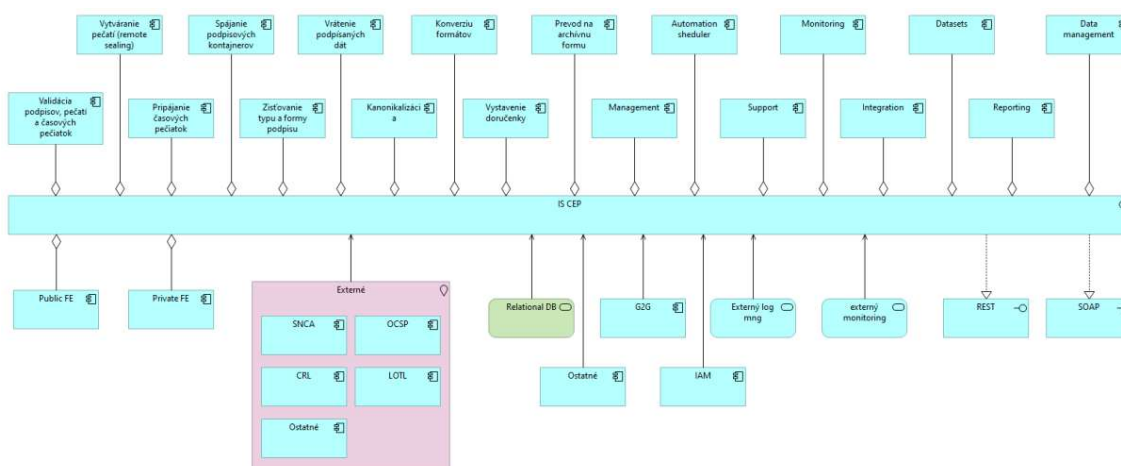 Vytváranie
pečatí (remote
sealing)
Spájanie
podpisových
kontajnerov
Vrátenie
podpísaných
dát
Konverziu
formátov
Prevod na
archívnu
formu
Automation
sheduler
Monitoring
Datasets
Data
management
Validácia
podpisov, pečatí
a časových
pečiatok
Pripájanie
časových
pečiatok
Zisťovanie
typu a formy
podpisu
Kanonikalizáci
a
Vystavenie
doručenky
Management
Support
Integration
Reporting
IS CEP
Public FE
Private FE
Externé
SNCA
OCSP
CRL
LOTL
Ostatné
Relational DB
G2G
Externý log
mng
externý
monitoring
REST
SOAP
Ostatné
IAM